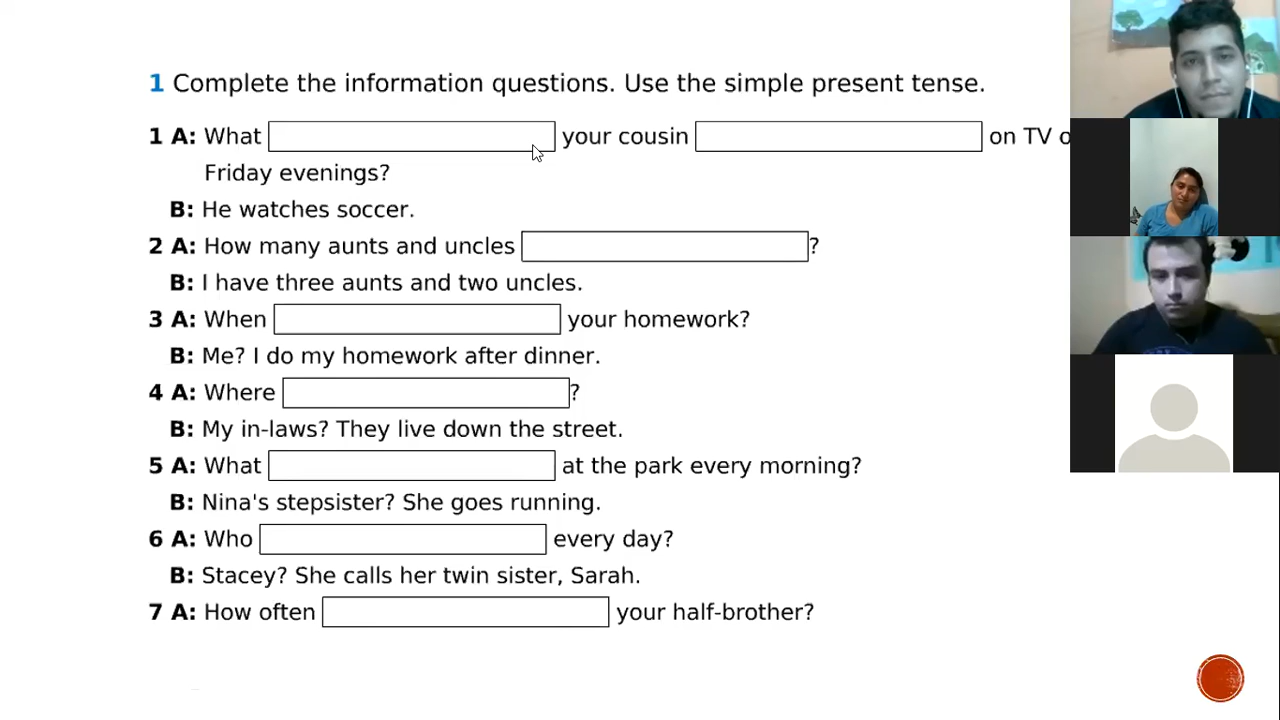 1 Complete the information questions. Use the simple present tense.
1 A: What your cousin on TV o
Friday evenings?
B: He watches soccer.
2 A: How many aunts and uncles ?
B: I have three aunts and two uncles.
3 A: When your homework?
B: Me? I do my homework after dinner.
4 A: Where ?
B: My in-laws? They live down the street.
5 A: What at the park every morning?
B: Nina's stepsister? She goes running.
6 A: Who every day?
B: Stacey? She calls her twin sister, Sarah.
7 A: How often your half-brother?